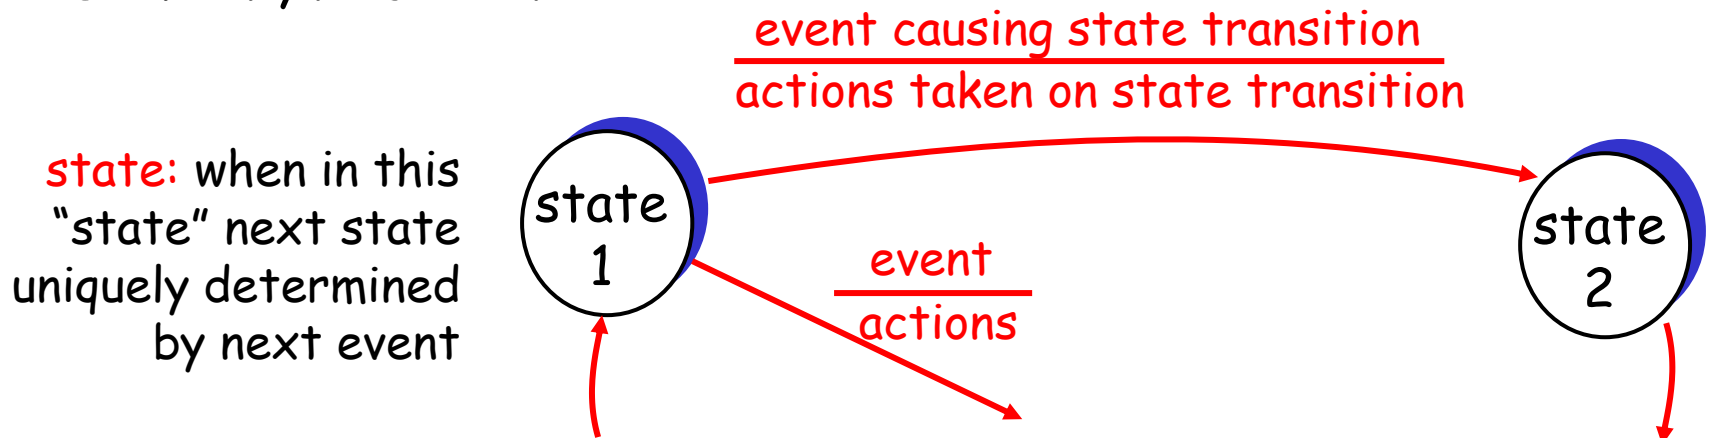 event causing state transition
actions taken on state transition
state: when in this
“state” next state
uniquely determined
by next event
state
1
event
actions
state
2